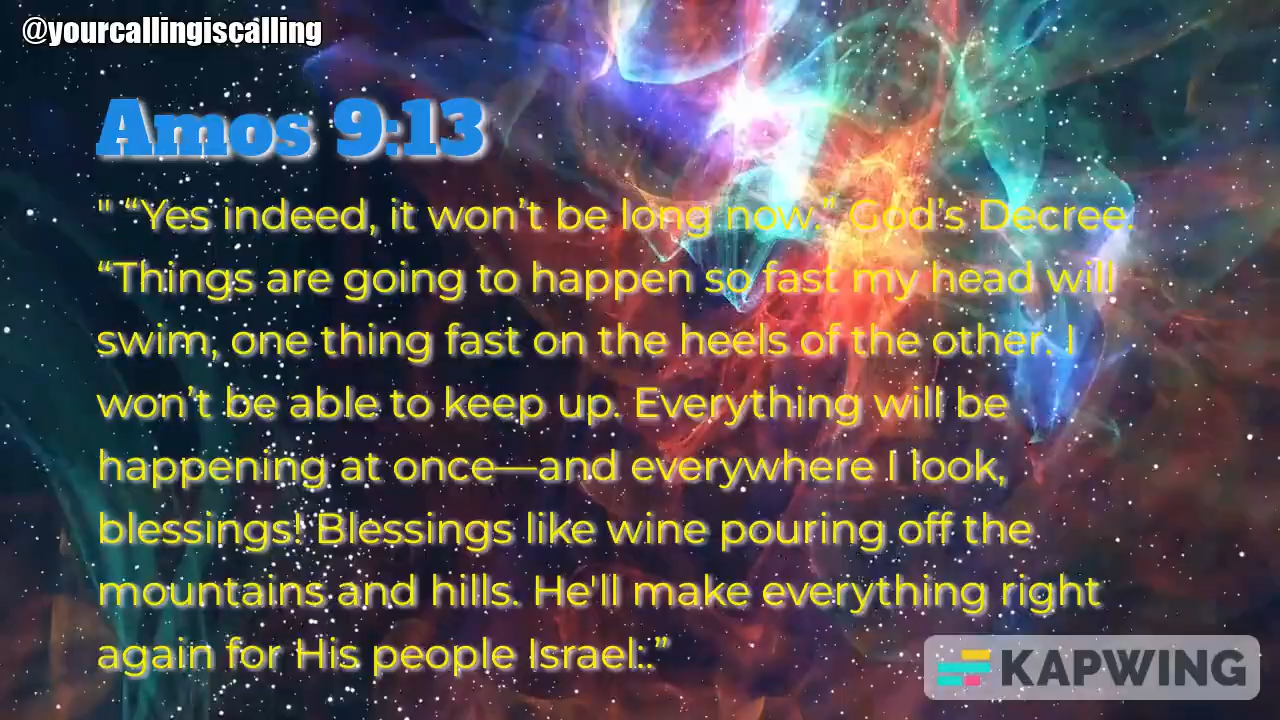 @yourcallingiscalling
Amos 9:13
" “Yes indeed, it won’t be long now.” God’s Decree.
“Things are going to happen so fast my head will
swim, one thing fast on the heels of the other. I
won’t be able to keep up. Everything will be
happening at once—and everywhere I look,
blessings! Blessings like wine pouring off the
mountains and hills. He'll make everything right
again for His people Israel:.”
KAPWING